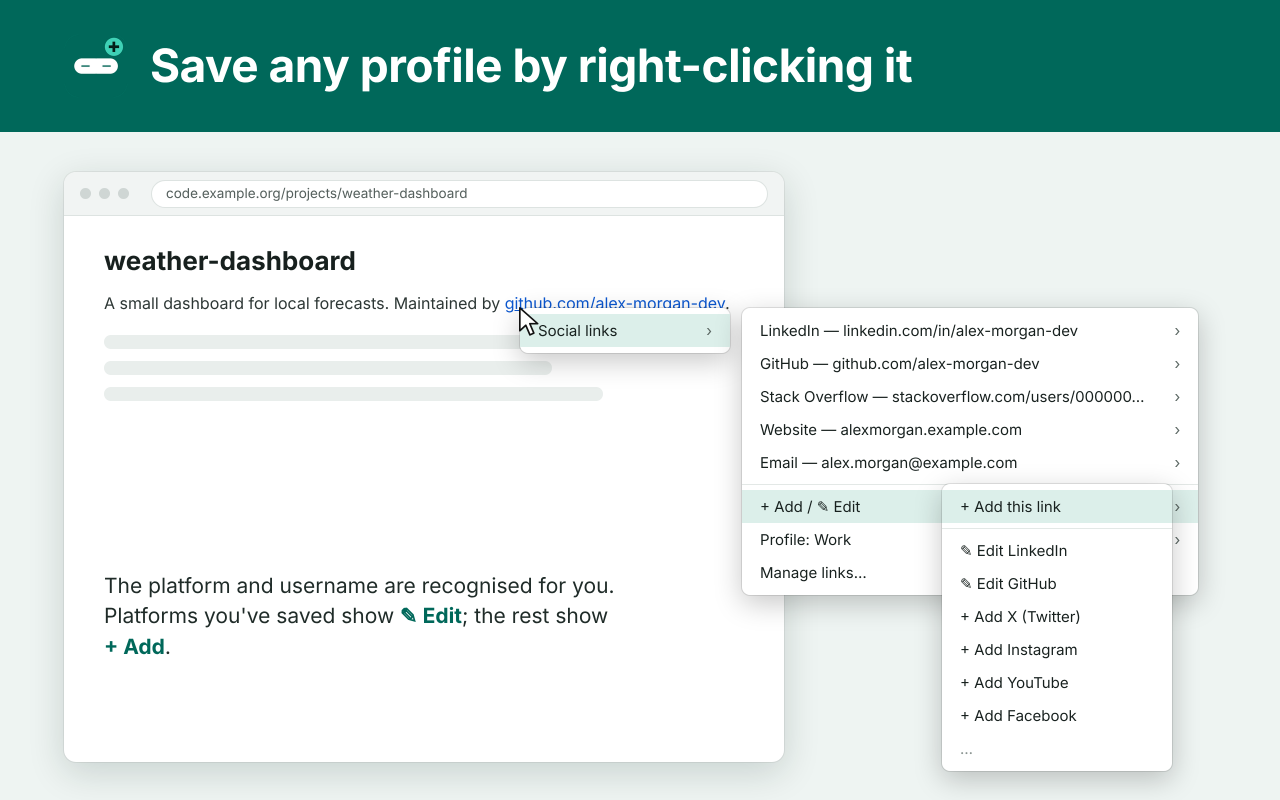 Save any profile by right-clicking it
code.example.org/projects/weather-dashboard
weather-dashboard
A small dashboard for local forecasts. Maintained by github.com/alex-morgan-dev.
Social links ›
LinkedIn — linkedin.com/in/alex-morgan-dev ›
GitHub — github.com/alex-morgan-dev ›
Stack Overflow — stackoverflow.com/users/000000... ›
Website — alexmorgan.example.com ›
Email — alex.morgan@example.com ›
+ Add / ✎ Edit ›
Profile: Work ›
Manage links...
+ Add this link
✎ Edit LinkedIn
✎ Edit GitHub
+ Add X (Twitter)
+ Add Instagram
+ Add YouTube
+ Add Facebook
...
The platform and username are recognised for you.
Platforms you've saved show ✎ Edit; the rest show
+ Add.